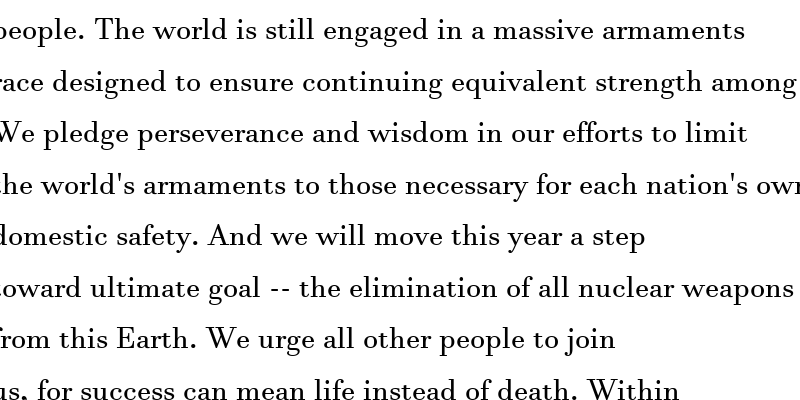 people. The world is still engaged in a massive armaments
race designed to ensure continuing equivalent strength among
We pledge perseverance and wisdom in our efforts to limit
the world's armaments to those necessary for each nation's own
domestic safety. And we will move this year a step
toward ultimate goal -- the elimination of all nuclear weapons
from this Earth. We urge all other people to join
us, for success can mean life instead of death. Within